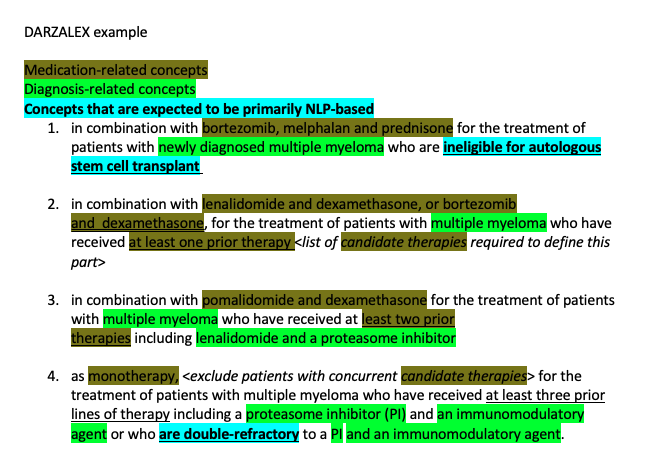 DARZALEX example
Medication-related concepts
Diagnosis-related concepts
Concepts that are expected to be primarily NLP-based
1. in combination with bortezomib, melphalan and prednisone for the treatment of
patients with newly diagnosed multiple myeloma who are ineligible for autologous
stem cell transplant
2. in combination with lenalidomide and dexamethasone, or bortezomib
and dexamethasone, for the treatment of patients with multiple myeloma who have
received at least one prior therapy <list of candidate therapies required to define this
part>
3. in combination with pomalidomide and dexamethasone for the treatment of patients
with multiple myeloma who have received at least two prior
therapies including lenalidomide and a proteasome inhibitor
4. as monotherapy, <exclude patients with concurrent candidate therapies> for the
treatment of patients with multiple myeloma who have received at least three prior
lines of therapy including a proteasome inhibitor (PI) and an immunomodulatory
agent or who are double-refractory to a PI and an immunomodulatory agent.